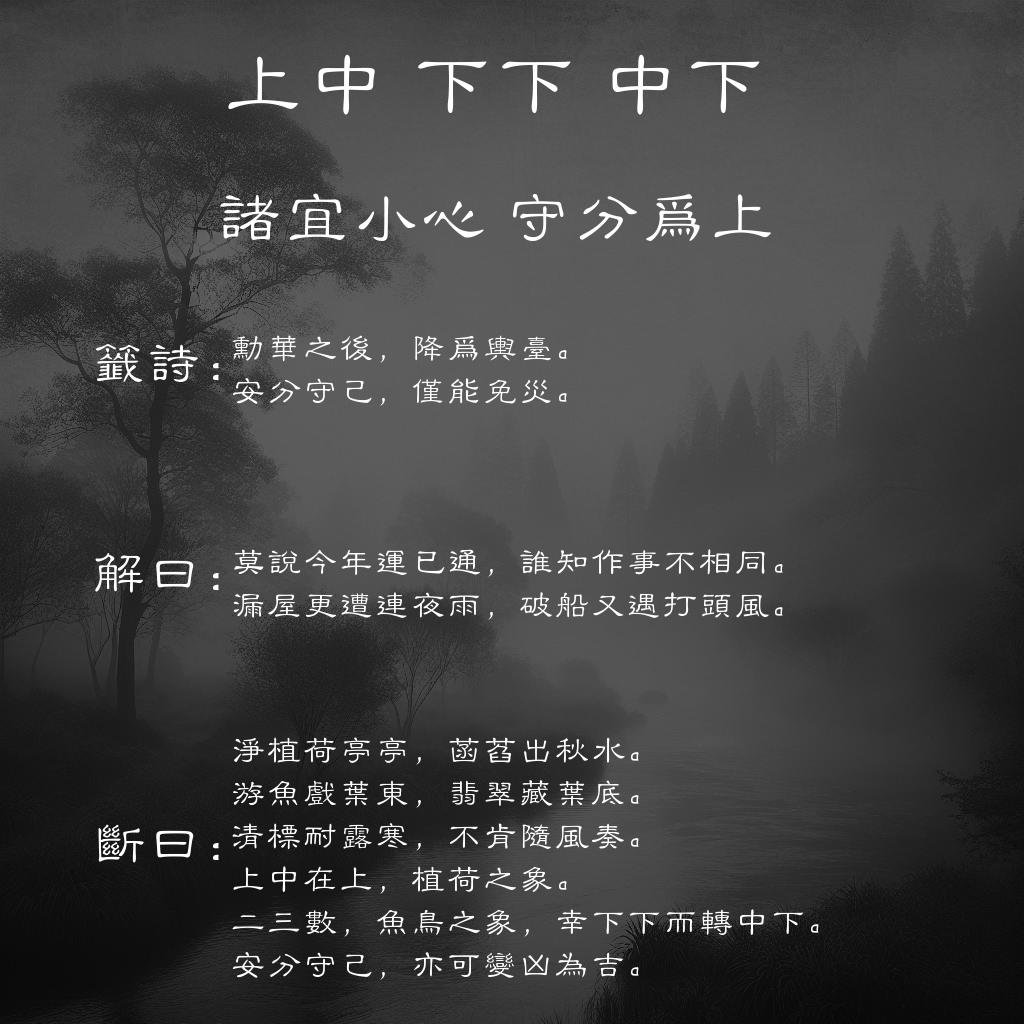 上中 下下 中下
諸宜小心 守分爲上
籤詩：
勳華之後，降爲輿臺。
安分守己，僅能免災。
解曰：
莫說今年運已通，誰知作事不相同。
漏屋更遭連夜雨，破船又遇打頭風。
斷曰：
淨植荷亭亭，菡萏出秋水。
游魚戲葉東，翡翠藏葉底。
清標耐露寒，不肯隨風奏。
上中在上，植荷之象。
二三數，魚鳥之象，幸下下而轉中下。
安分守己，亦可變凶為吉。